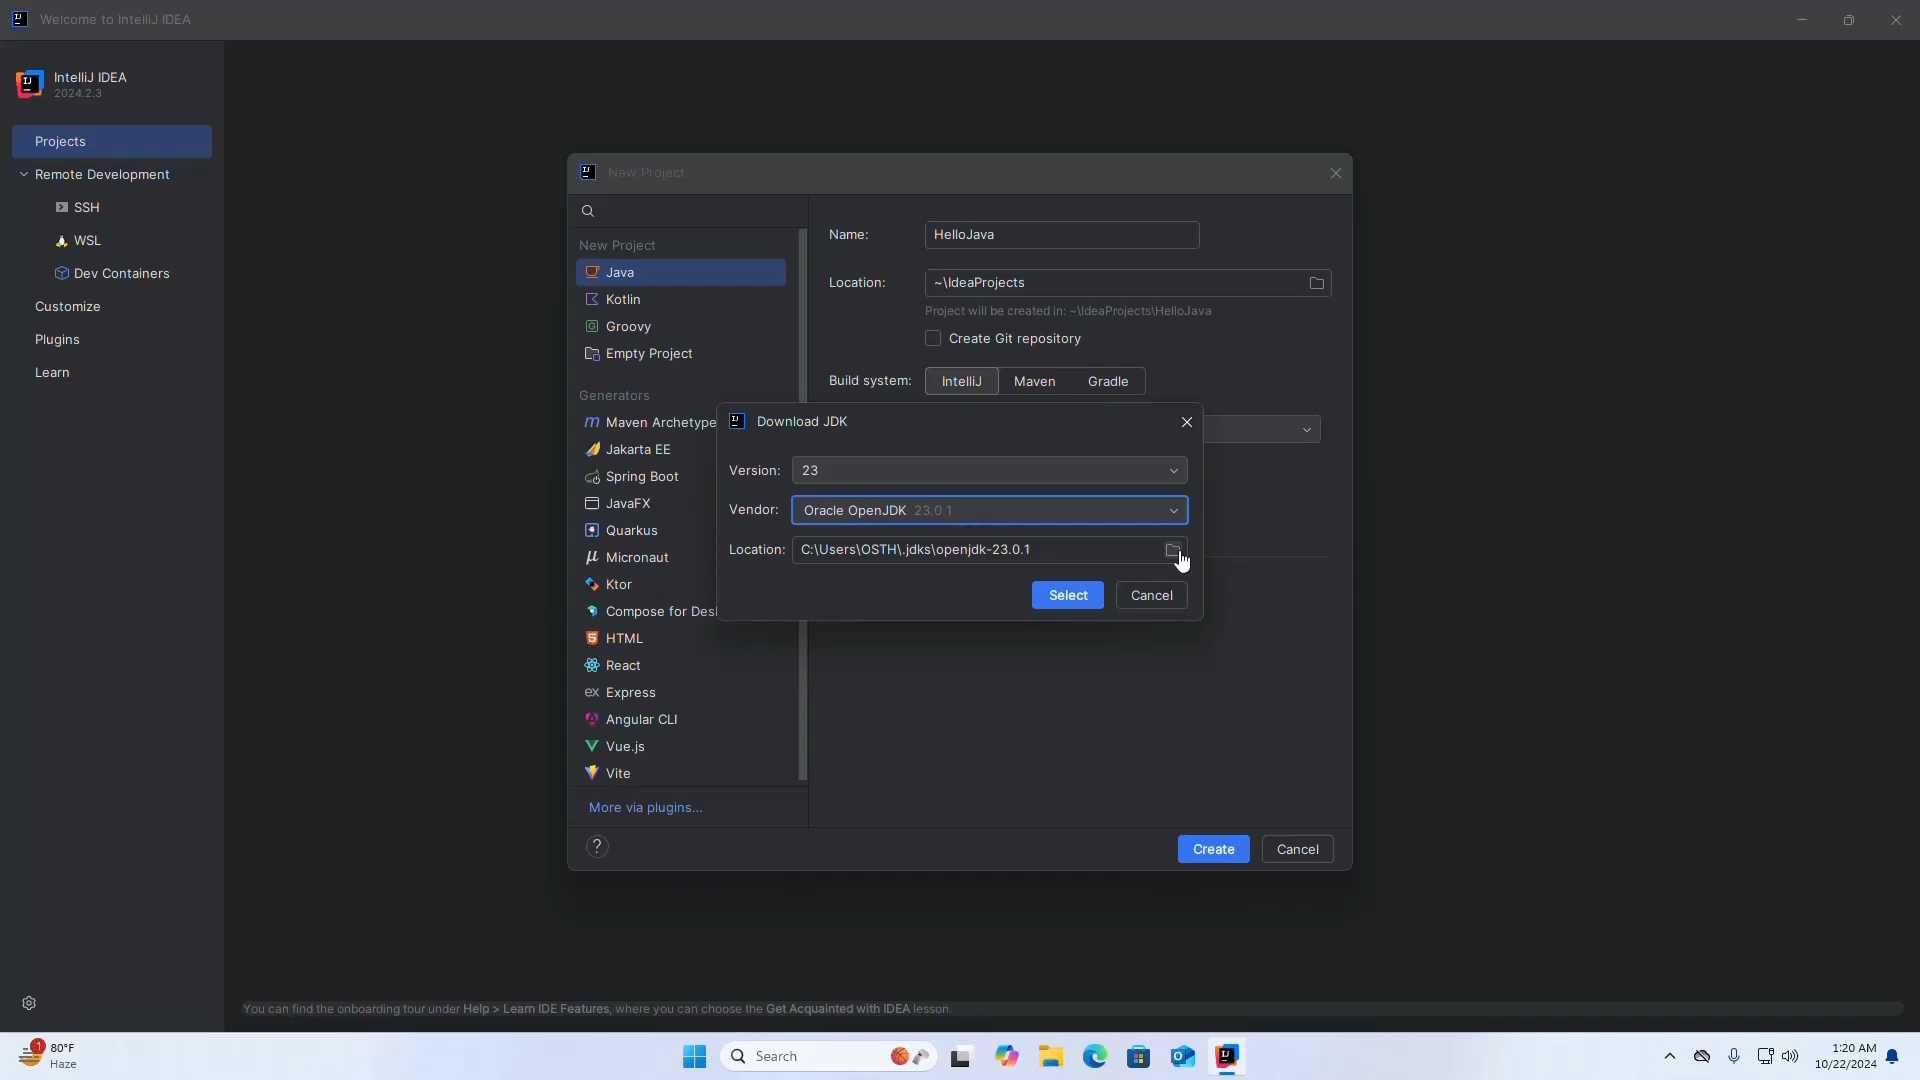 Welcome to IntelliJ IDEA
IntelliJ IDEA
2024.2.3
Projects
Remote Development
SSH
WSL
Dev Containers
Customize
Plugins
Learn
New Project
New Project
Java
Kotlin
Groovy
Empty Project
Generators
Maven Archetype
Jakarta EE
Spring Boot
JavaFX
Quarkus
Micronaut
Ktor
Compose for Des
HTML
React
Express
Angular CLI
Vue.js
Vite
More via plugins...
Name: HelloJava
Location: ~\IdeaProjects
Project will be created in: ~\IdeaProjects\HelloJava
Create Git repository
Build system: IntelliJ Maven Gradle
Download JDK
Version: 23
Vendor: Oracle OpenJDK 23.0.1
Location: C:\Users\OSTH\.jdks\openjdk-23.0.1
Select Cancel
? Create Cancel
You can find the onboarding tour under Help > Learn IDE Features, where you can choose the Get Acquainted with IDEA lesson.
1 80°F
Haze
Search
1:20 AM
10/22/2024